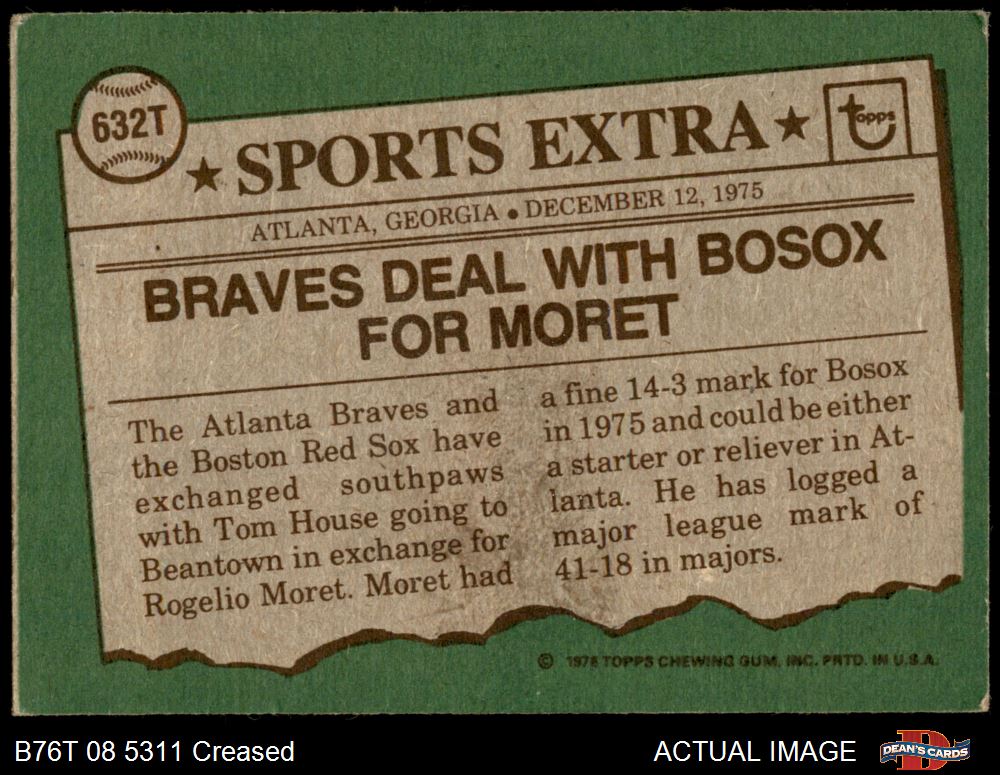 632T
★ SPORTS EXTRA ★
topps
ATLANTA, GEORGIA • DECEMBER 12, 1975
BRAVES DEAL WITH BOSOX
FOR MORET
The Atlanta Braves and
the Boston Red Sox have
exchanged southpaws
with Tom House going to
Beantown in exchange for
Rogelio Moret. Moret had
a fine 14-3 mark for Bosox
in 1975 and could be either
a starter or reliever in At-
lanta. He has logged a
major league mark of
41-18 in majors.
© 1976 TOPPS CHEWING GUM, INC. PRTD. IN U.S.A.
B76T 08 5311 Creased
ACTUAL IMAGE
DEAN'S CARDS